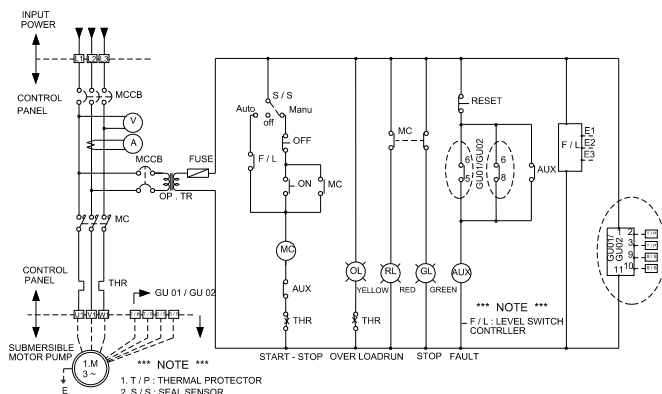 INPUT
POWER
L1 L2 L3
CONTROL
PANEL
MCCB
V
A
MCCB
FUSE
OP . TR
MC
CONTROL
PANEL
THR
GU 01 / GU 02
U1 V1 W1
SUBMERSIBLE
MOTOR PUMP
1.M
3 ~
E
*** NOTE ***
1. T / P : THERMAL PROTECTOR
2. S / S : SEAL SENSOR
S / S
Auto
off
Manu
OFF
F / L
ON
MC
MC
AUX
THR
START - STOP
OL
YELLOW
THR
OVER LOAD
MC
RL
RED
RUN
GL
GREEN
STOP
RESET
6
5
GU01/GU02
6
8
AUX
AUX
FAULT
F / L
E1
E2
E3
*** NOTE ***
F / L : LEVEL SWITCH
CONTRLLER
GU01/
GU02
1
2
3
9
10
11